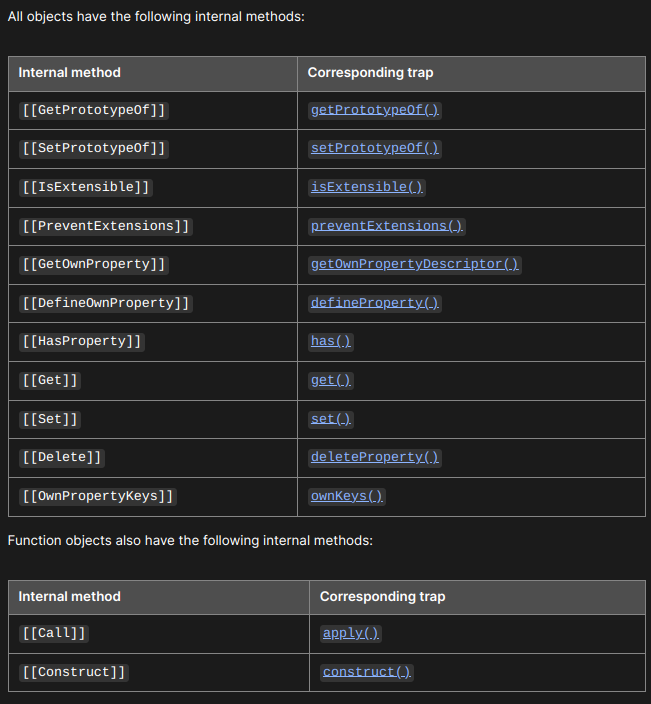 All objects have the following internal methods:
Internal method Corresponding trap
[[GetPrototypeOf]] getPrototypeOf()
[[SetPrototypeOf]] setPrototypeOf()
[[IsExtensible]] isExtensible()
[[PreventExtensions]] preventExtensions()
[[GetOwnProperty]] getOwnPropertyDescriptor()
[[DefineOwnProperty]] defineProperty()
[[HasProperty]] has()
[[Get]] get()
[[Set]] set()
[[Delete]] deleteProperty()
[[OwnPropertyKeys]] ownKeys()
Function objects also have the following internal methods:
Internal method Corresponding trap
[[Call]] apply()
[[Construct]] construct()